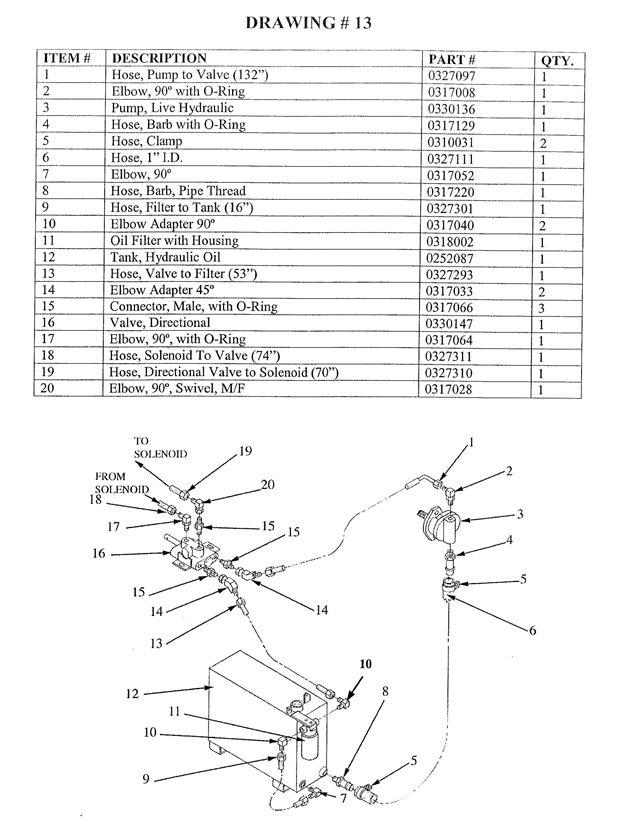 DRAWING # 13
ITEM # DESCRIPTION PART # QTY.
1 Hose, Pump to Valve (132”) 0327097 1
2 Elbow, 90º with O-Ring 0317008 1
3 Pump, Live Hydraulic 0330136 1
4 Hose, Barb with O-Ring 0317129 1
5 Hose, Clamp 0310031 2
6 Hose, 1” I.D. 0327111 1
7 Elbow, 90º 0317052 1
8 Hose, Barb, Pipe Thread 0317220 1
9 Hose, Filter to Tank (16”) 0327301 1
10 Elbow Adapter 90º 0317040 2
11 Oil Filter with Housing 0318002 1
12 Tank, Hydraulic Oil 0252087 1
13 Hose, Valve to Filter (53”) 0327293 1
14 Elbow Adapter 45º 0317033 2
15 Connector, Male, with O-Ring 0317066 3
16 Valve, Directional 0330147 1
17 Elbow, 90º, with O-Ring 0317064 1
18 Hose, Solenoid To Valve (74”) 0327311 1
19 Hose, Directional Valve to Solenoid (70”) 0327310 1
20 Elbow, 90º, Swivel, M/F 0317028 1
TO
SOLENOID
19
1
FROM
SOLENOID
20
2
18
17
15
15
3
16
4
15
5
14
14
6
13
10
12
8
11
10
5
9
7